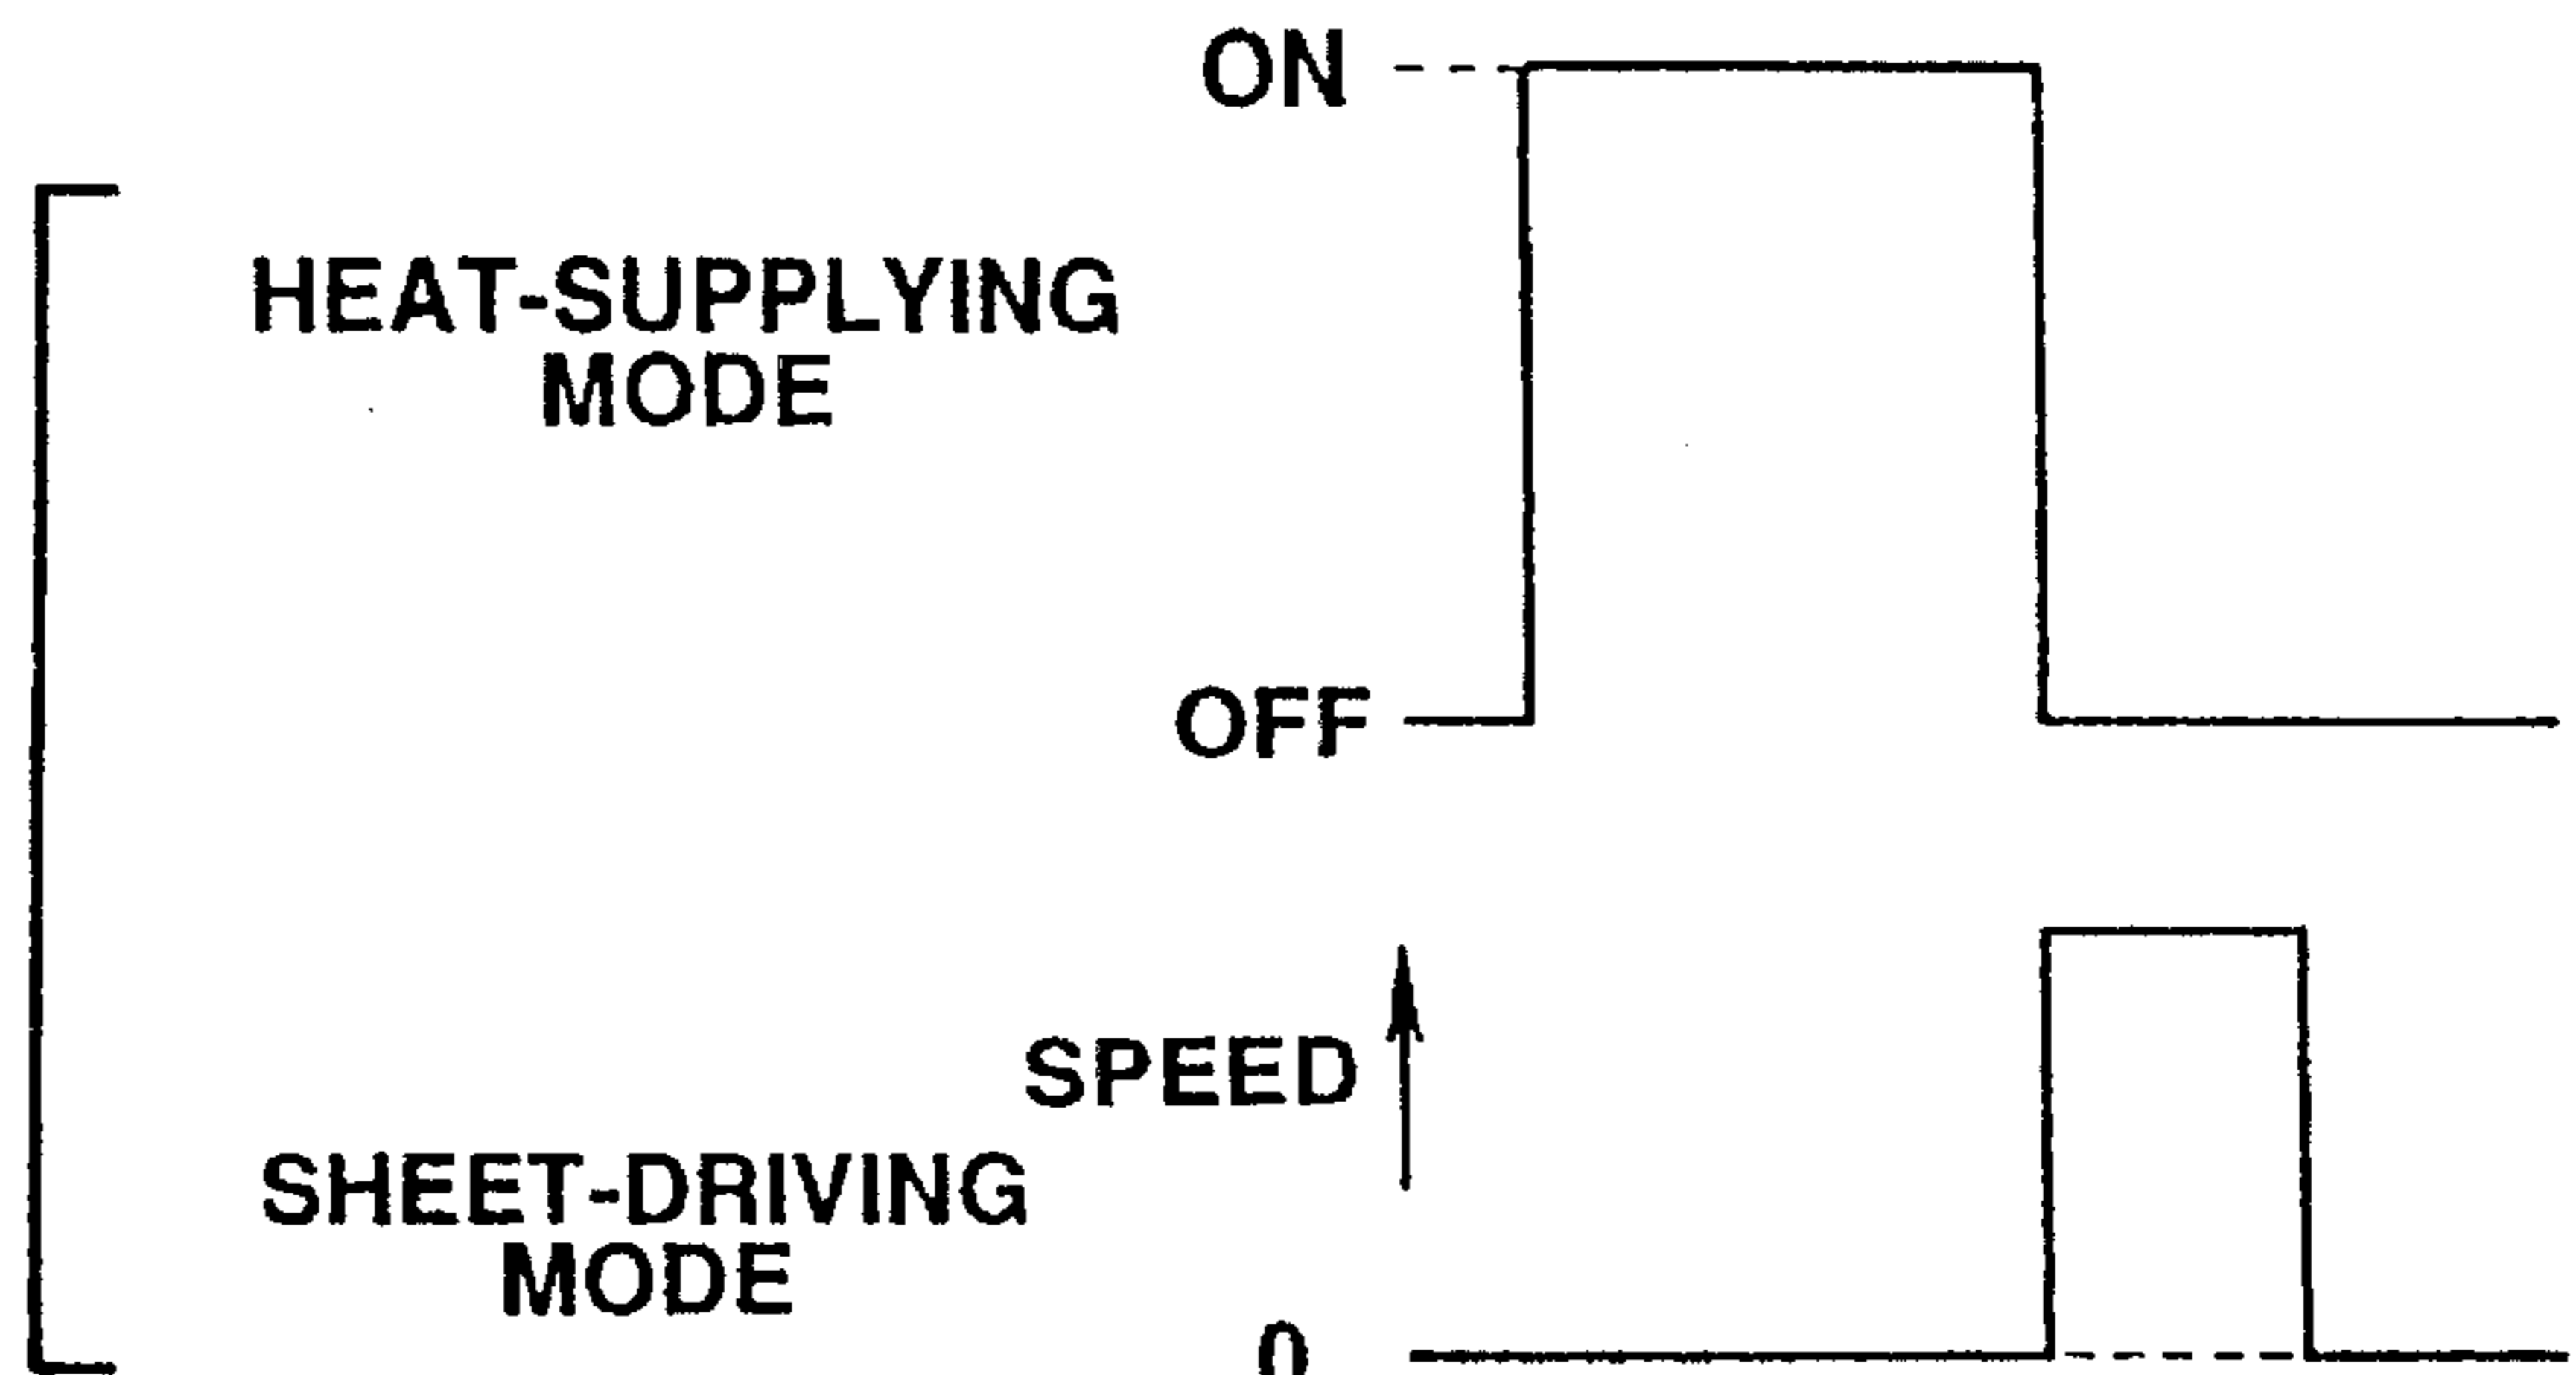 ON
HEAT-SUPPLYING
MODE
OFF
SPEED
SHEET-DRIVING
MODE
0